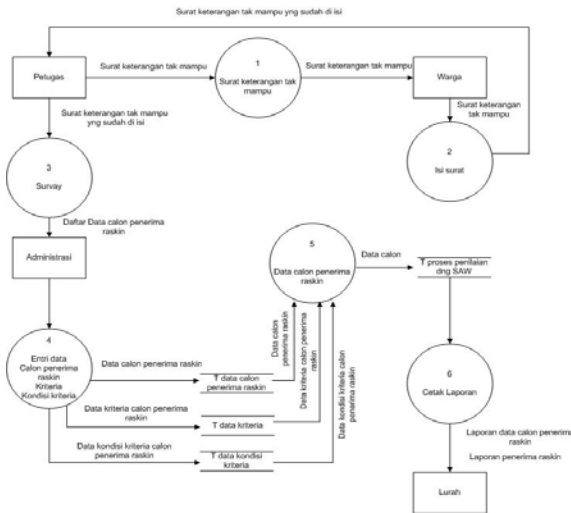 Surat keterangan tak mampu yng sudah di isi
Petugas
Surat keterangan tak mampu
1
Surat keterangan tak
mampu
Surat keterangan tak mampu
Warga
Surat keterangan tak mampu
yng sudah di isi
Surat keterangan
tak mampu
2
Isi surat
3
Survay
Daftar Data calon penerima
raskin
Administrasi
5
Data calon penerima
raskin
Data calon
T proses penilaian
dng SAW
4
Entri data
Calon penerima
raskin
Kriteria
Kondisi kriteria
Data calon penerima raskin
T data calon
penerima raskin
Data calon
penerima raskin
Data kriteria calon penerima
raskin
Data kondisi kriteria calon
penerima raskin
Data kriteria calon penerima
raskin
T data kriteria
Data kondisi kriteria calon
penerima raskin
T data kondisi
kriteria
6
Cetak Laporan
Laporan data calon penerima
raskin
Laporan penerima raskin
Lurah